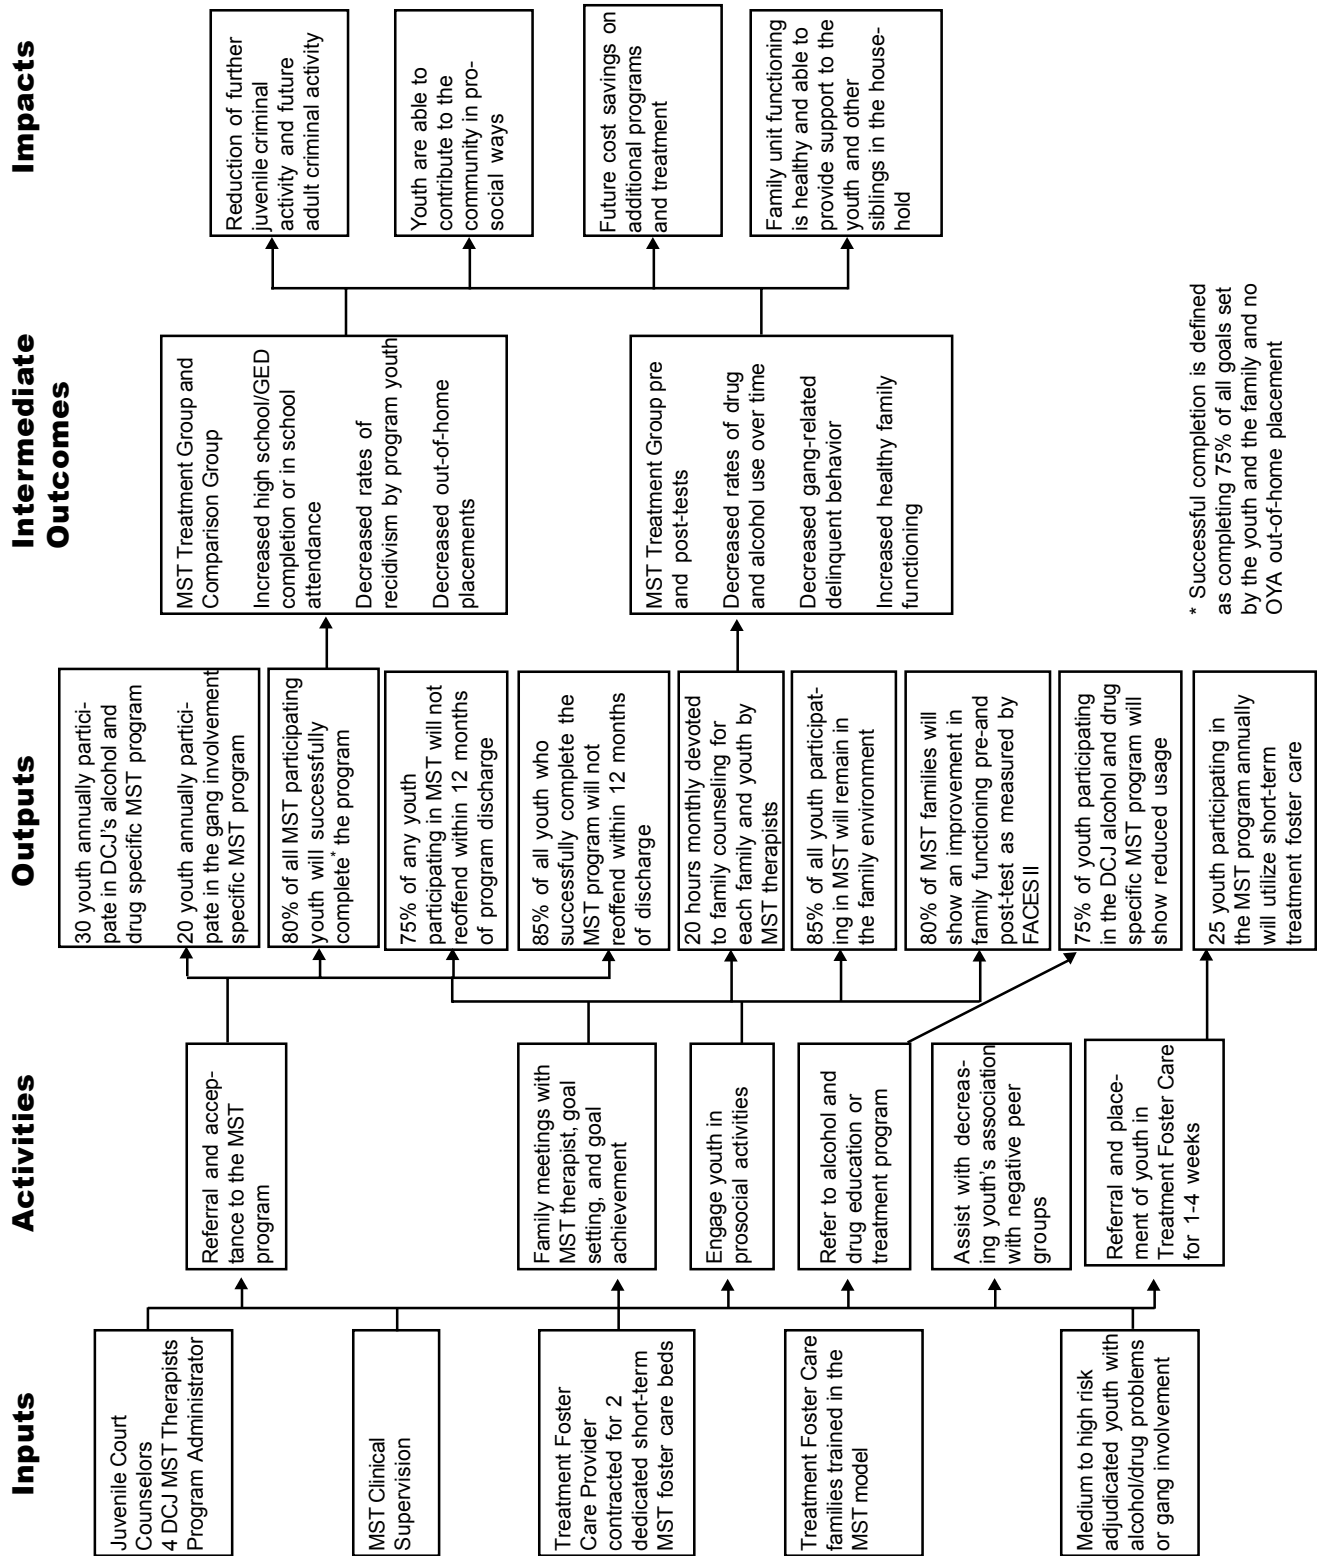 Inputs
Juvenile Court
Counselors
4 DCJ MST Therapists
Program Administrator
MST Clinical
Supervision
Treatment Foster
Care Provider
contracted for 2
dedicated short-term
MST foster care beds
Treatment Foster Care
families trained in the
MST model
Medium to high risk
adjudicated youth with
alcohol/drug problems
or gang involvement
Activities
Referral and accep-
tance to the MST
program
Family meetings with
MST therapist, goal
setting, and goal
achievement
Engage youth in
prosocial activities
Refer to alcohol and
drug education or
treatment program
Assist with decreas-
ing youth's association
with negative peer
groups
Referral and place-
ment of youth in
Treatment Foster Care
for 1-4 weeks
Outputs
30 youth annually partici-
pate in DCJ's alcohol and
drug specific MST program
20 youth annually partici-
pate in the gang involvement
specific MST program
80% of all MST participating
youth will successfully
complete* the program
75% of any youth
participating in MST will not
reoffend within 12 months
of program discharge
85% of all youth who
successfully complete the
MST program will not
reoffend within 12 months
of discharge
20 hours monthly devoted
to family counseling for
each family and youth by
MST therapists
85% of all youth participat-
ing in MST will remain in
the family environment
80% of MST families will
show an improvement in
family functioning pre-and
post-test as measured by
FACES II
75% of youth participating
in the DCJ alcohol and drug
specific MST program will
show reduced usage
25 youth participating in
the MST program annually
will utilize short-term
treatment foster care
Intermediate
Outcomes
MST Treatment Group and
Comparison Group
Increased high school/GED
completion or in school
attendance
Decreased rates of
recidivism by program youth
Decreased out-of-home
placements
MST Treatment Group pre
and post-tests
Decreased rates of drug
and alcohol use over time
Decreased gang-related
delinquent behavior
Increased healthy family
functioning
* Successful completion is defined
as completing 75% of all goals set
by the youth and the family and no
OYA out-of-home placement
Impacts
Reduction of further
juvenile criminal
activity and future
adult criminal activity
Youth are able to
contribute to the
community in pro-
social ways
Future cost savings on
additional programs
and treatment
Family unit functioning
is healthy and able to
provide support to the
youth and other
siblings in the house-
hold